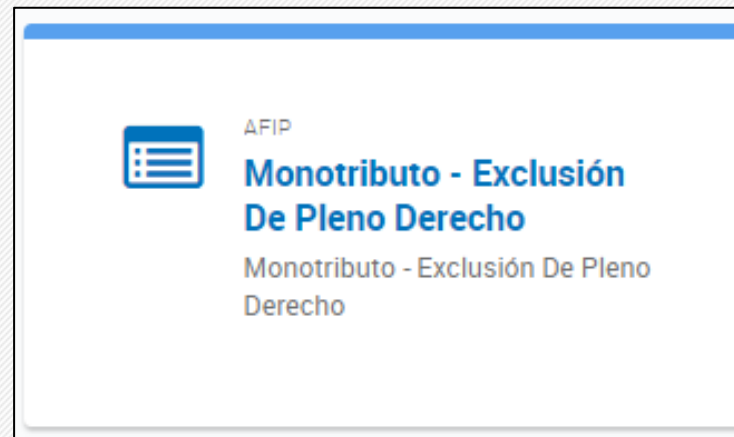 AFIP
Monotributo - Exclusión
De Pleno Derecho
Monotributo - Exclusión De Pleno
Derecho